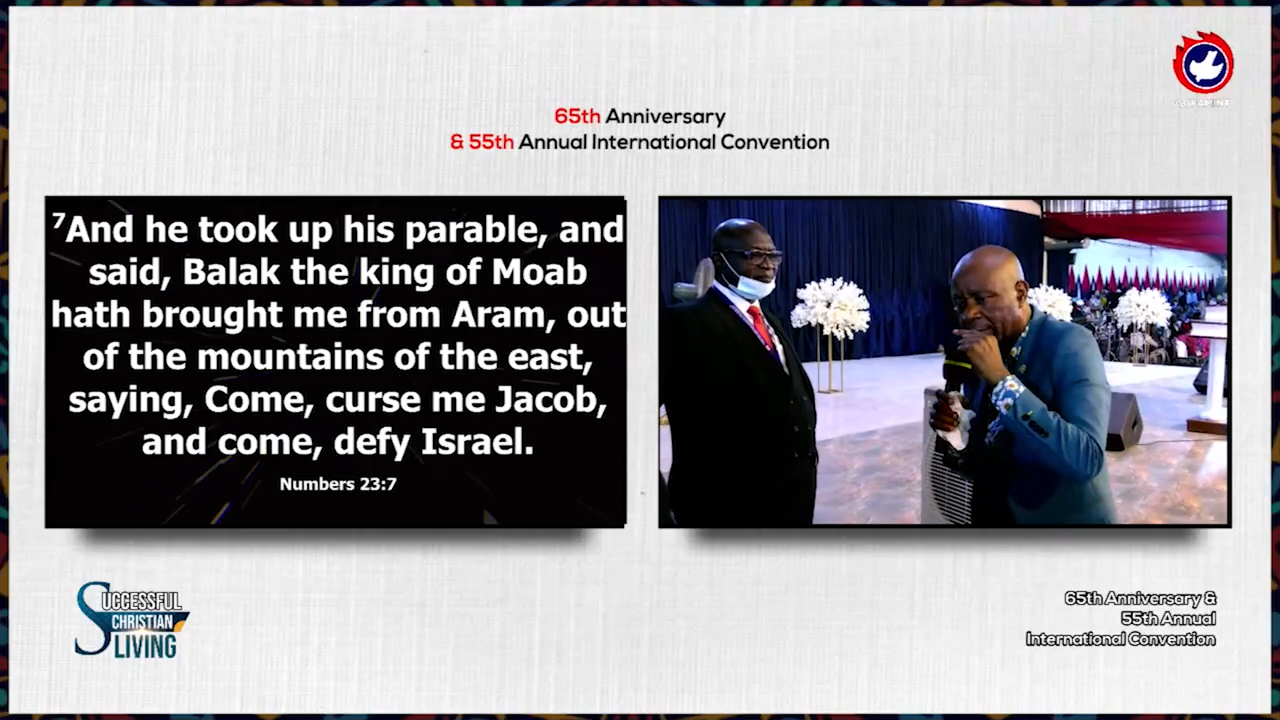 65th Anniversary
& 55th Annual International Convention
⁷And he took up his parable, and
said, Balak the king of Moab
hath brought me from Aram, out
of the mountains of the east,
saying, Come, curse me Jacob,
and come, defy Israel.
Numbers 23:7
SUCCESSFUL
CHRISTIAN
LIVING
65th Anniversary &
55th Annual
International Convention